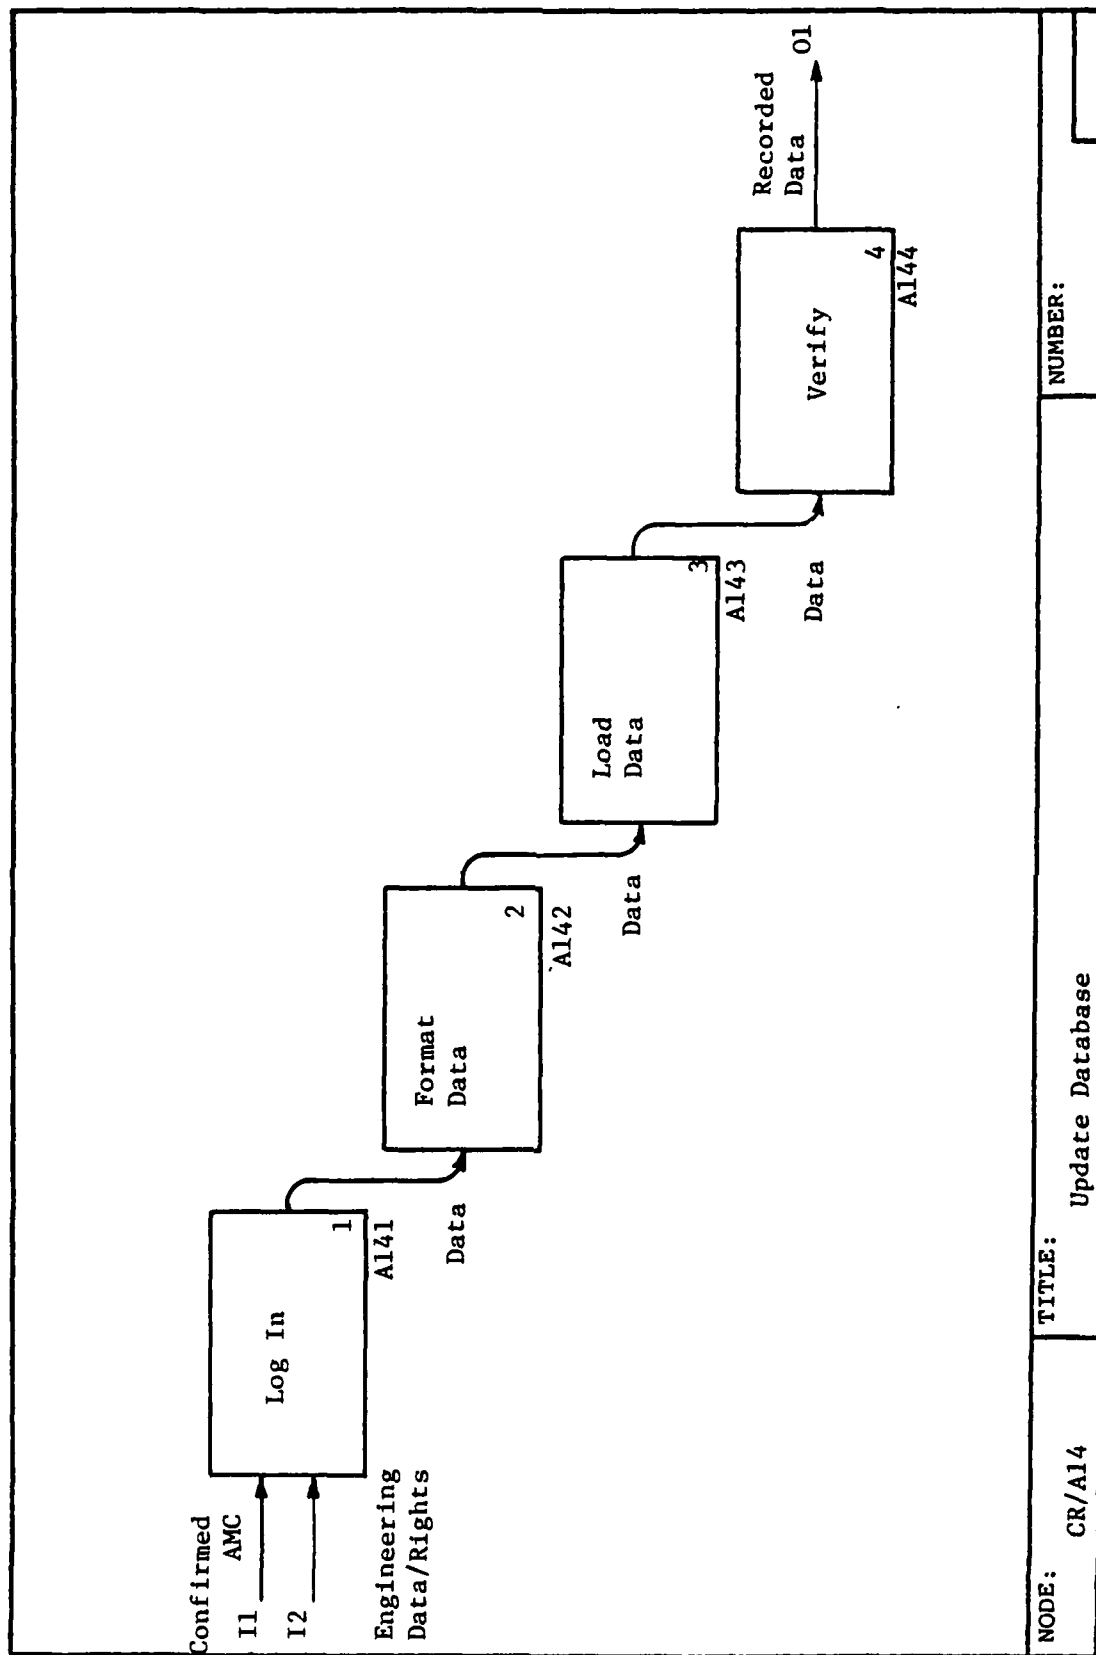 Confirmed
AMC
I1
I2
Engineering
Data/Rights
Log In
1
A141
Data
Format
Data
2
A142
Data
Load
Data
3
A143
Data
Verify
4
A144
Recorded
Data
O1
NODE:
CR/A14
TITLE:
Update Database
NUMBER: